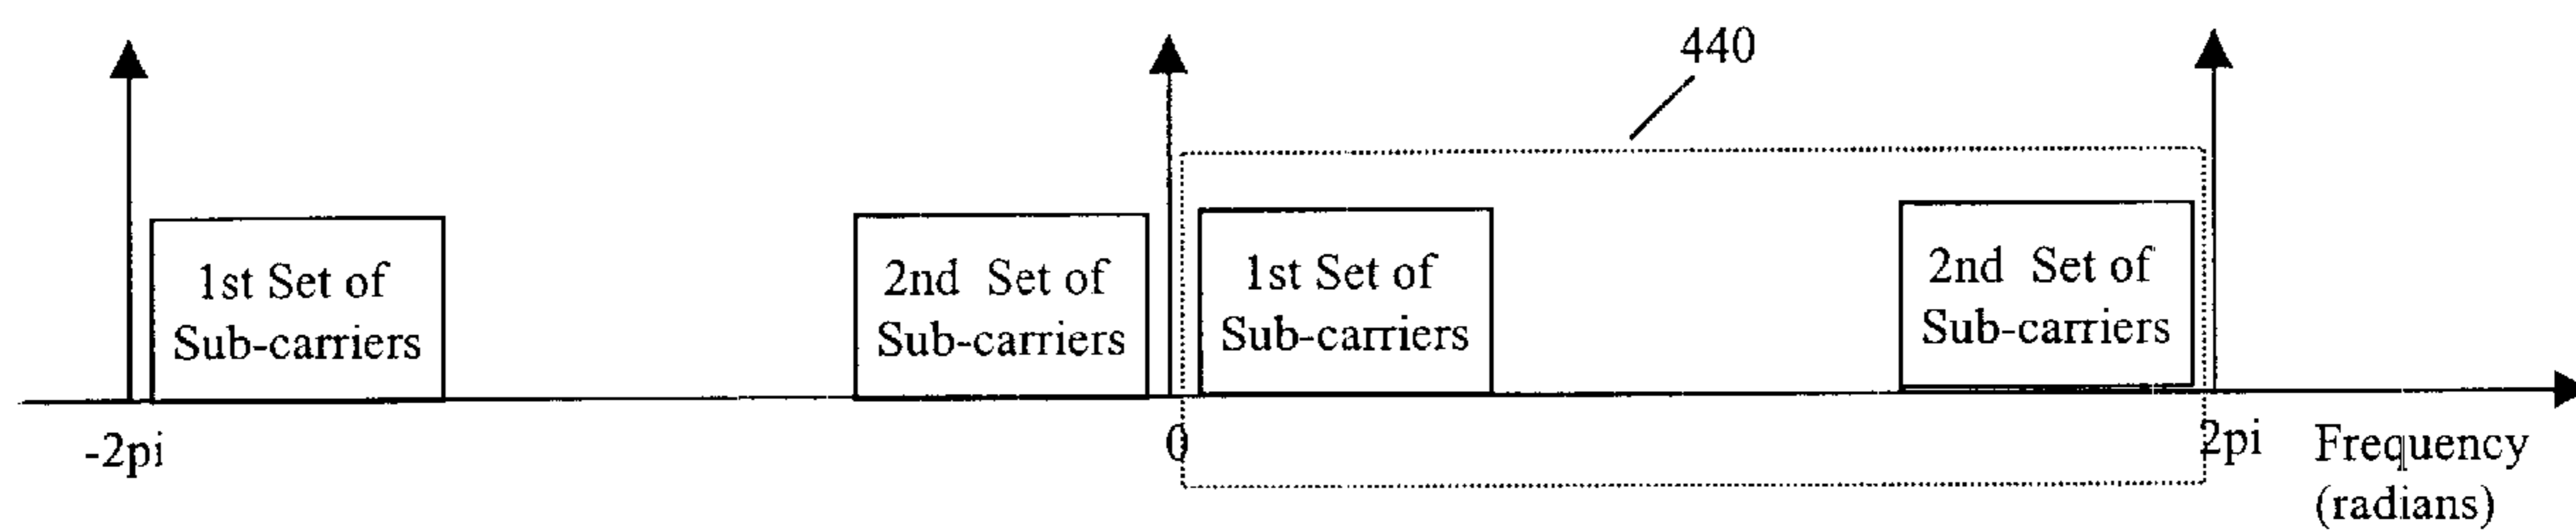 440
1st Set of
Sub-carriers
2nd Set of
Sub-carriers
1st Set of
Sub-carriers
2nd Set of
Sub-carriers
-2pi
0
2pi
Frequency
(radians)